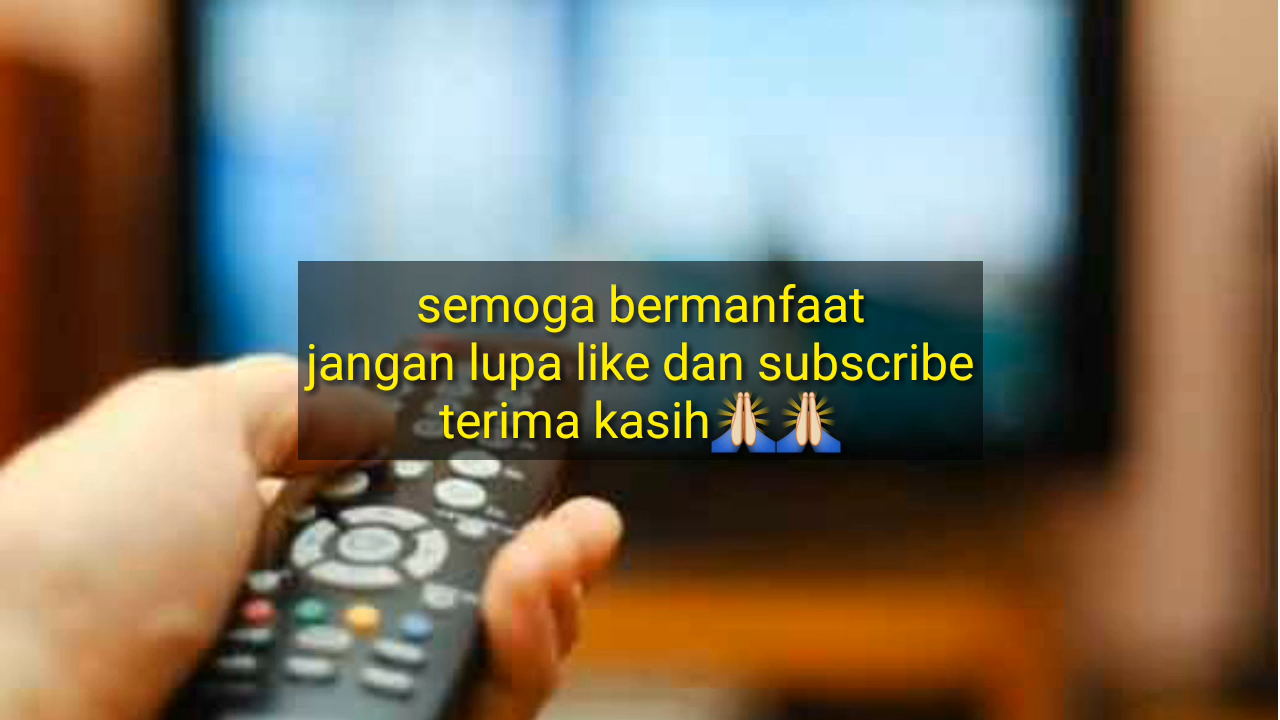 semoga bermanfaat
jangan lupa like dan subscribe
terima kasih🙏🏻🙏🏻